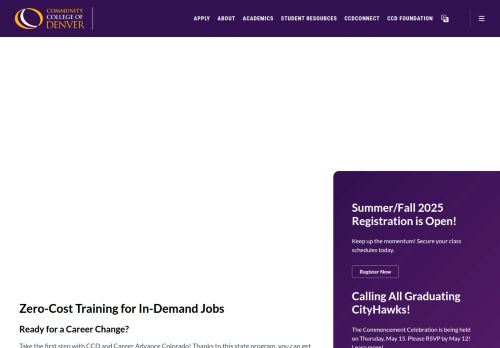 COMMUNITY
COLLEGE OF
DENVER
APPLY ABOUT ACADEMICS STUDENT RESOURCES CCDCONNECT CCD FOUNDATION
Summer/Fall 2025
Registration is Open!
Keep up the momentum! Secure your class
schedules today.
Register Now
Calling All Graduating
CityHawks!
The Commencement Celebration is being held
on Thursday, May 15. Please RSVP by May 12!
Learn more!
Zero-Cost Training for In-Demand Jobs
Ready for a Career Change?
Take the first step with CCD and Career Advance Colorado! Thanks to this state program, you can get